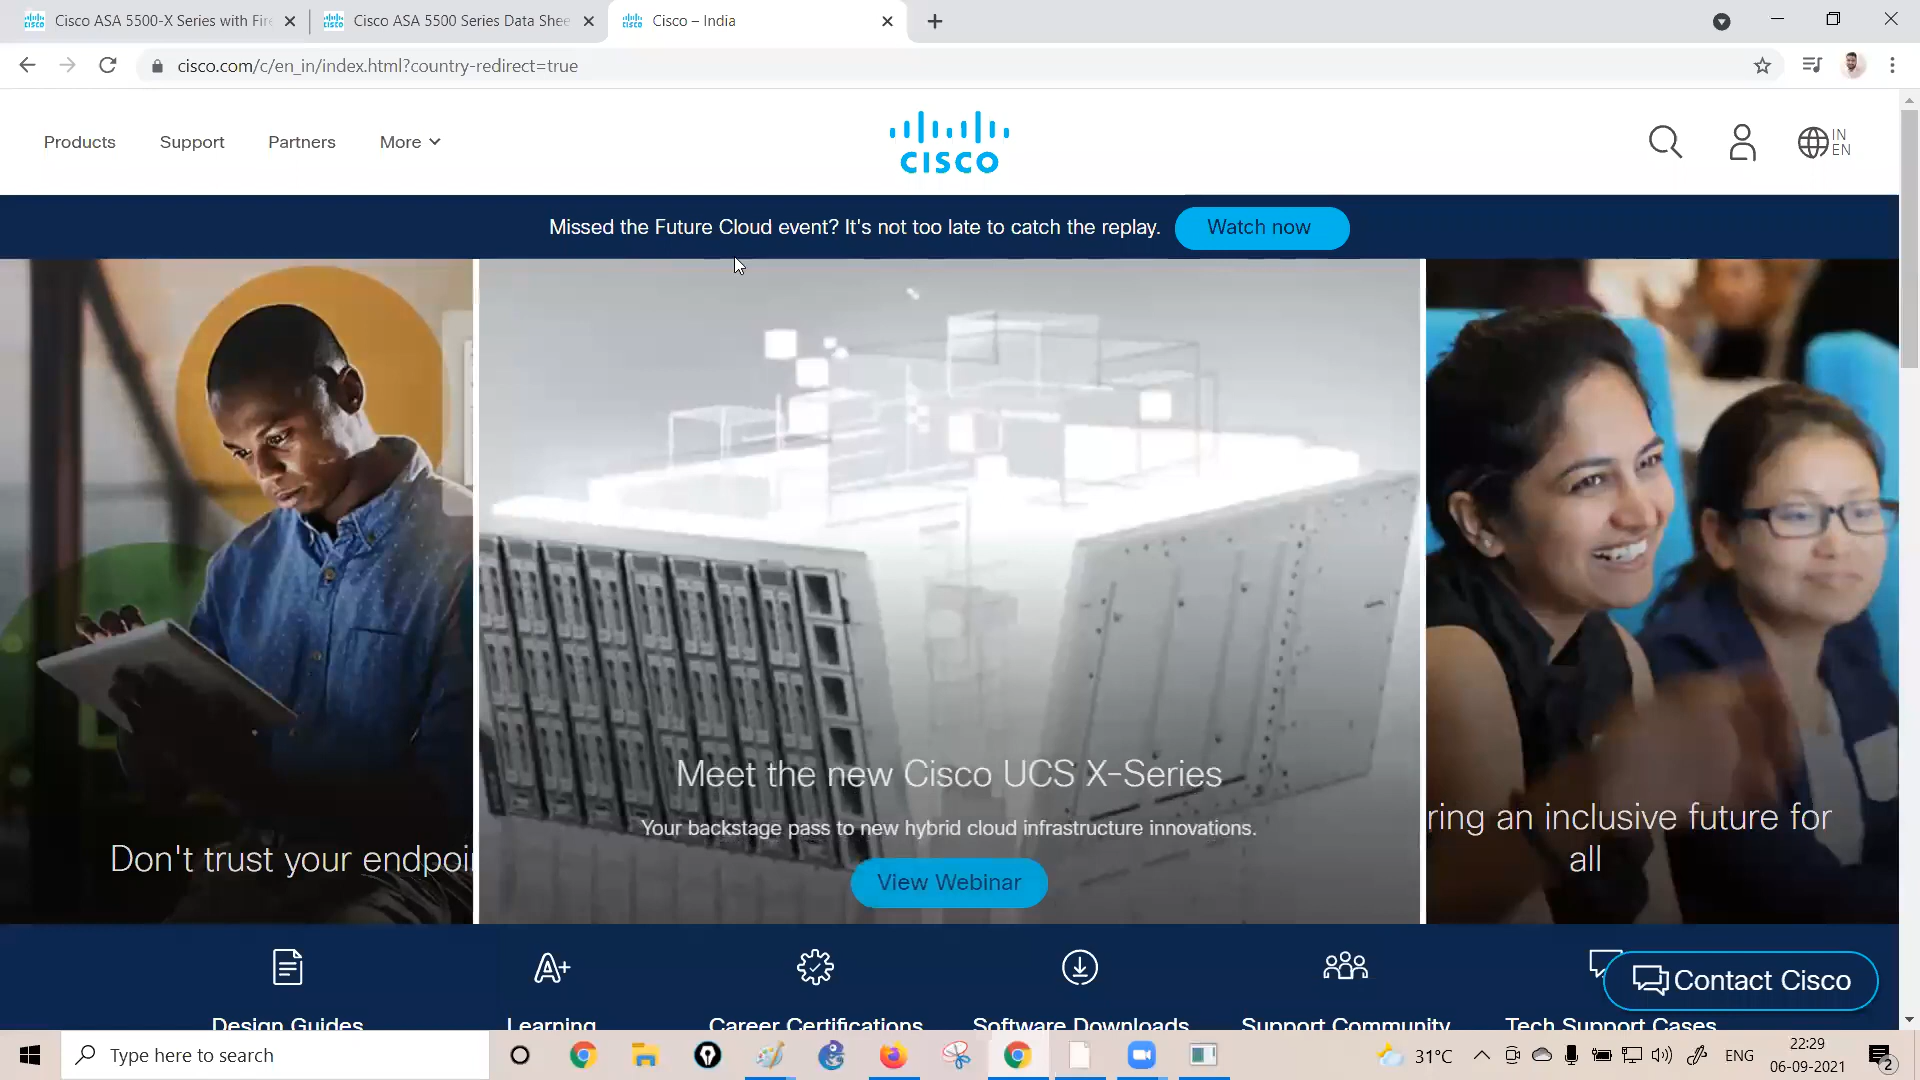 Cisco ASA 5500-X Series with Fire
Cisco ASA 5500 Series Data Shee
Cisco – India
cisco.com/c/en_in/index.html?country-redirect=true
Products
Support
Partners
More
CISCO
IN
EN
Missed the Future Cloud event? It's not too late to catch the replay.
Watch now
Don't trust your endpoi
Meet the new Cisco UCS X-Series
Your backstage pass to new hybrid cloud infrastructure innovations.
View Webinar
ring an inclusive future for
all
Design Guides
Learning
Career Certifications
Software Downloads
Support Community
Tech Support Cases
Contact Cisco
Type here to search
31°C
ENG
22:29
06-09-2021
2